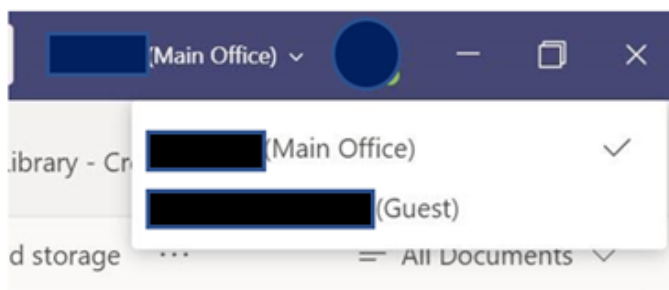 (Main Office)
(Main Office)
ibrary - Cr
(Guest)
d storage ... All Documents